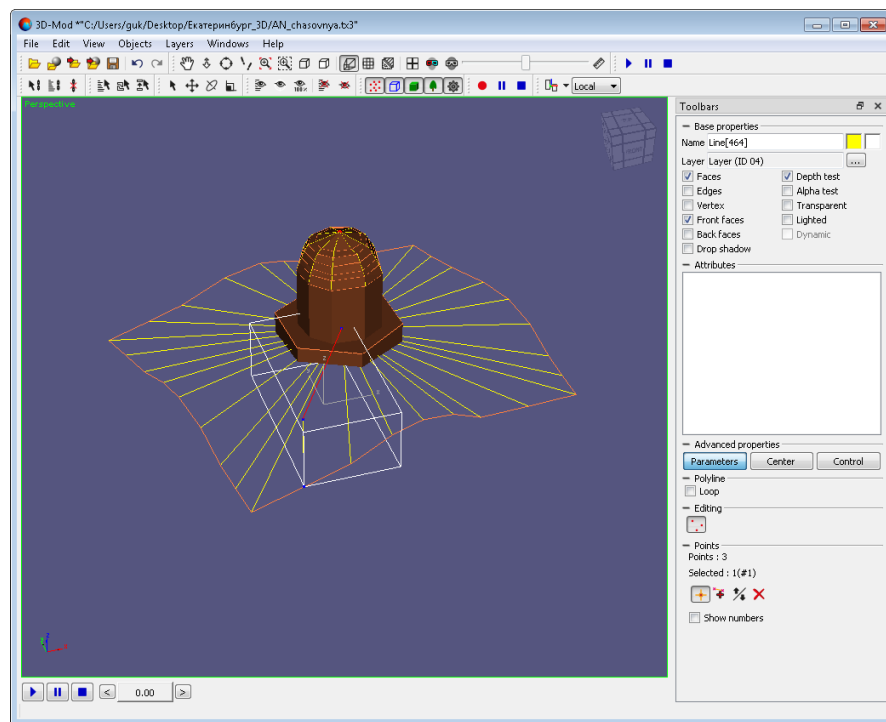 3D-Mod *"C:/Users/guk/Desktop/Екатеринбург_3D/AN_chasovnya.tx3"
File Edit View Objects Layers Windows Help
100%
Local
Perspective
Toolbars
Base properties
Name Line[464]
Layer Layer (ID 04) ...
Faces Depth test
Edges Alpha test
Vertex Transparent
Front faces Lighted
Back faces Dynamic
Drop shadow
Attributes
Advanced properties
Parameters Center Control
Polyline
Loop
Editing
Points
Points : 3
Selected : 1(#1)
Show numbers
z
x
< 0.00 >